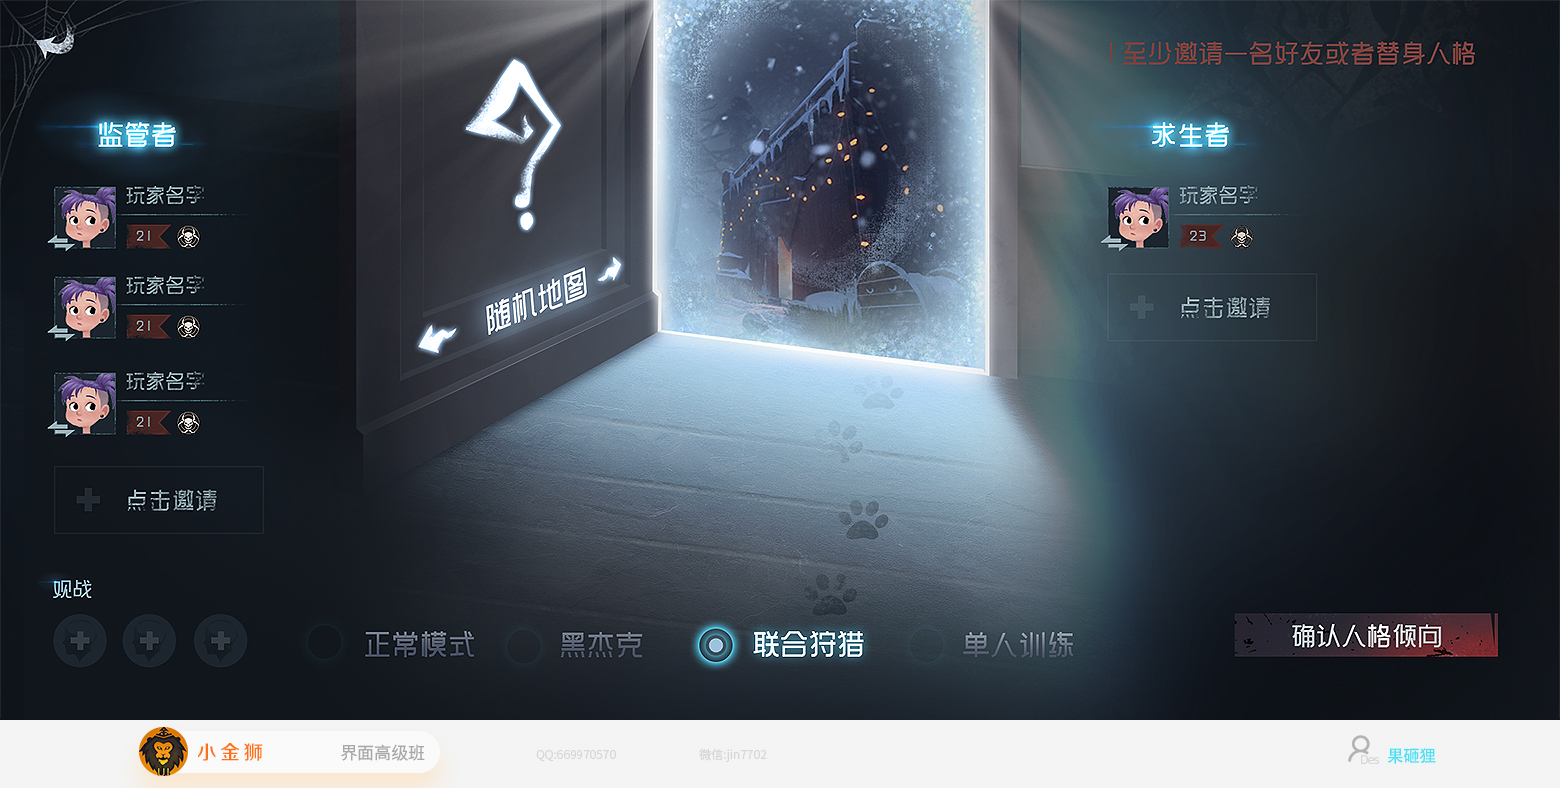 ! 至少邀请一名好友或者替身人格
监管者
求生者
玩家名字
21
玩家名字
21
玩家名字
21
点击邀请
玩家名字
23
点击邀请
随机地图
观战
正常模式
黑杰克
联合狩猎
单人训练
确认人格倾向
小金狮
界面高级班
QQ:669970570
微信:jin7702
Des
果砸狸